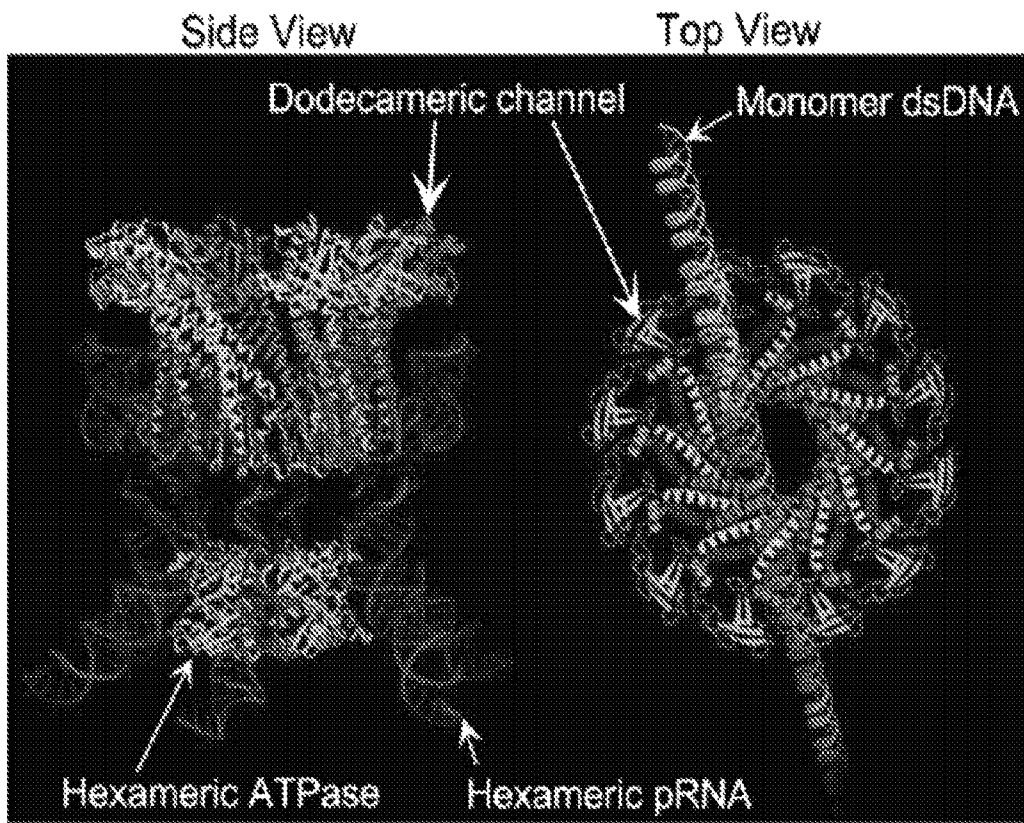 Side View
Top View
Dodecameric channel
Monomer dsDNA
Hexameric ATPase
Hexameric pRNA